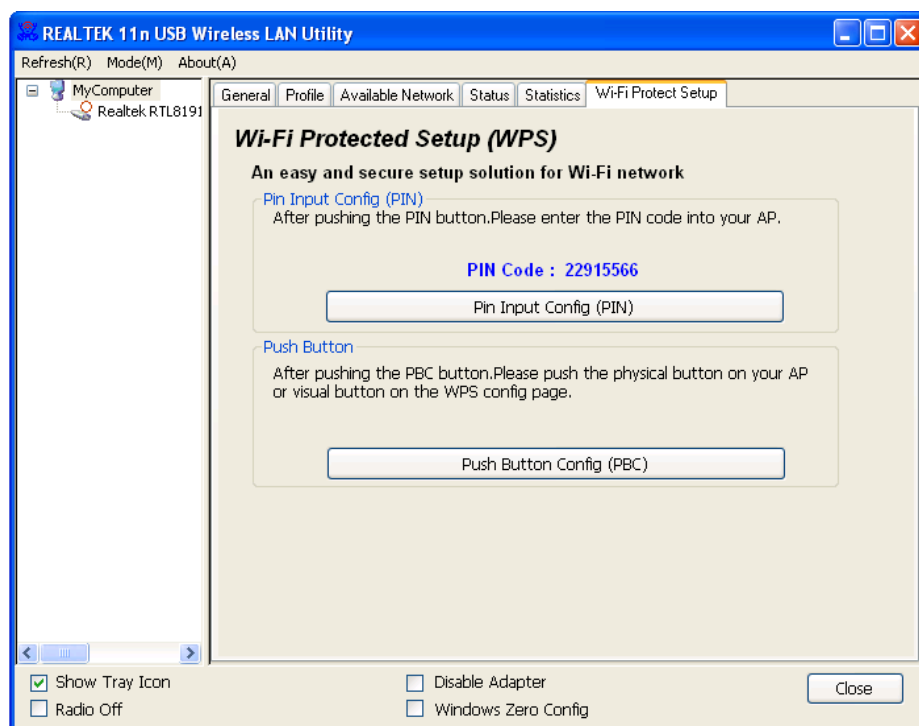 REALTEK 11n USB Wireless LAN Utility
Refresh(R) Mode(M) About(A)
MyComputer
Realtek RTL8191
General Profile Available Network Status Statistics Wi-Fi Protect Setup
Wi-Fi Protected Setup (WPS)
An easy and secure setup solution for Wi-Fi network
Pin Input Config (PIN)
After pushing the PIN button.Please enter the PIN code into your AP.
PIN Code : 22915566
Pin Input Config (PIN)
Push Button
After pushing the PBC button.Please push the physical button on your AP
or visual button on the WPS config page.
Push Button Config (PBC)
Show Tray Icon
Radio Off
Disable Adapter
Windows Zero Config
Close